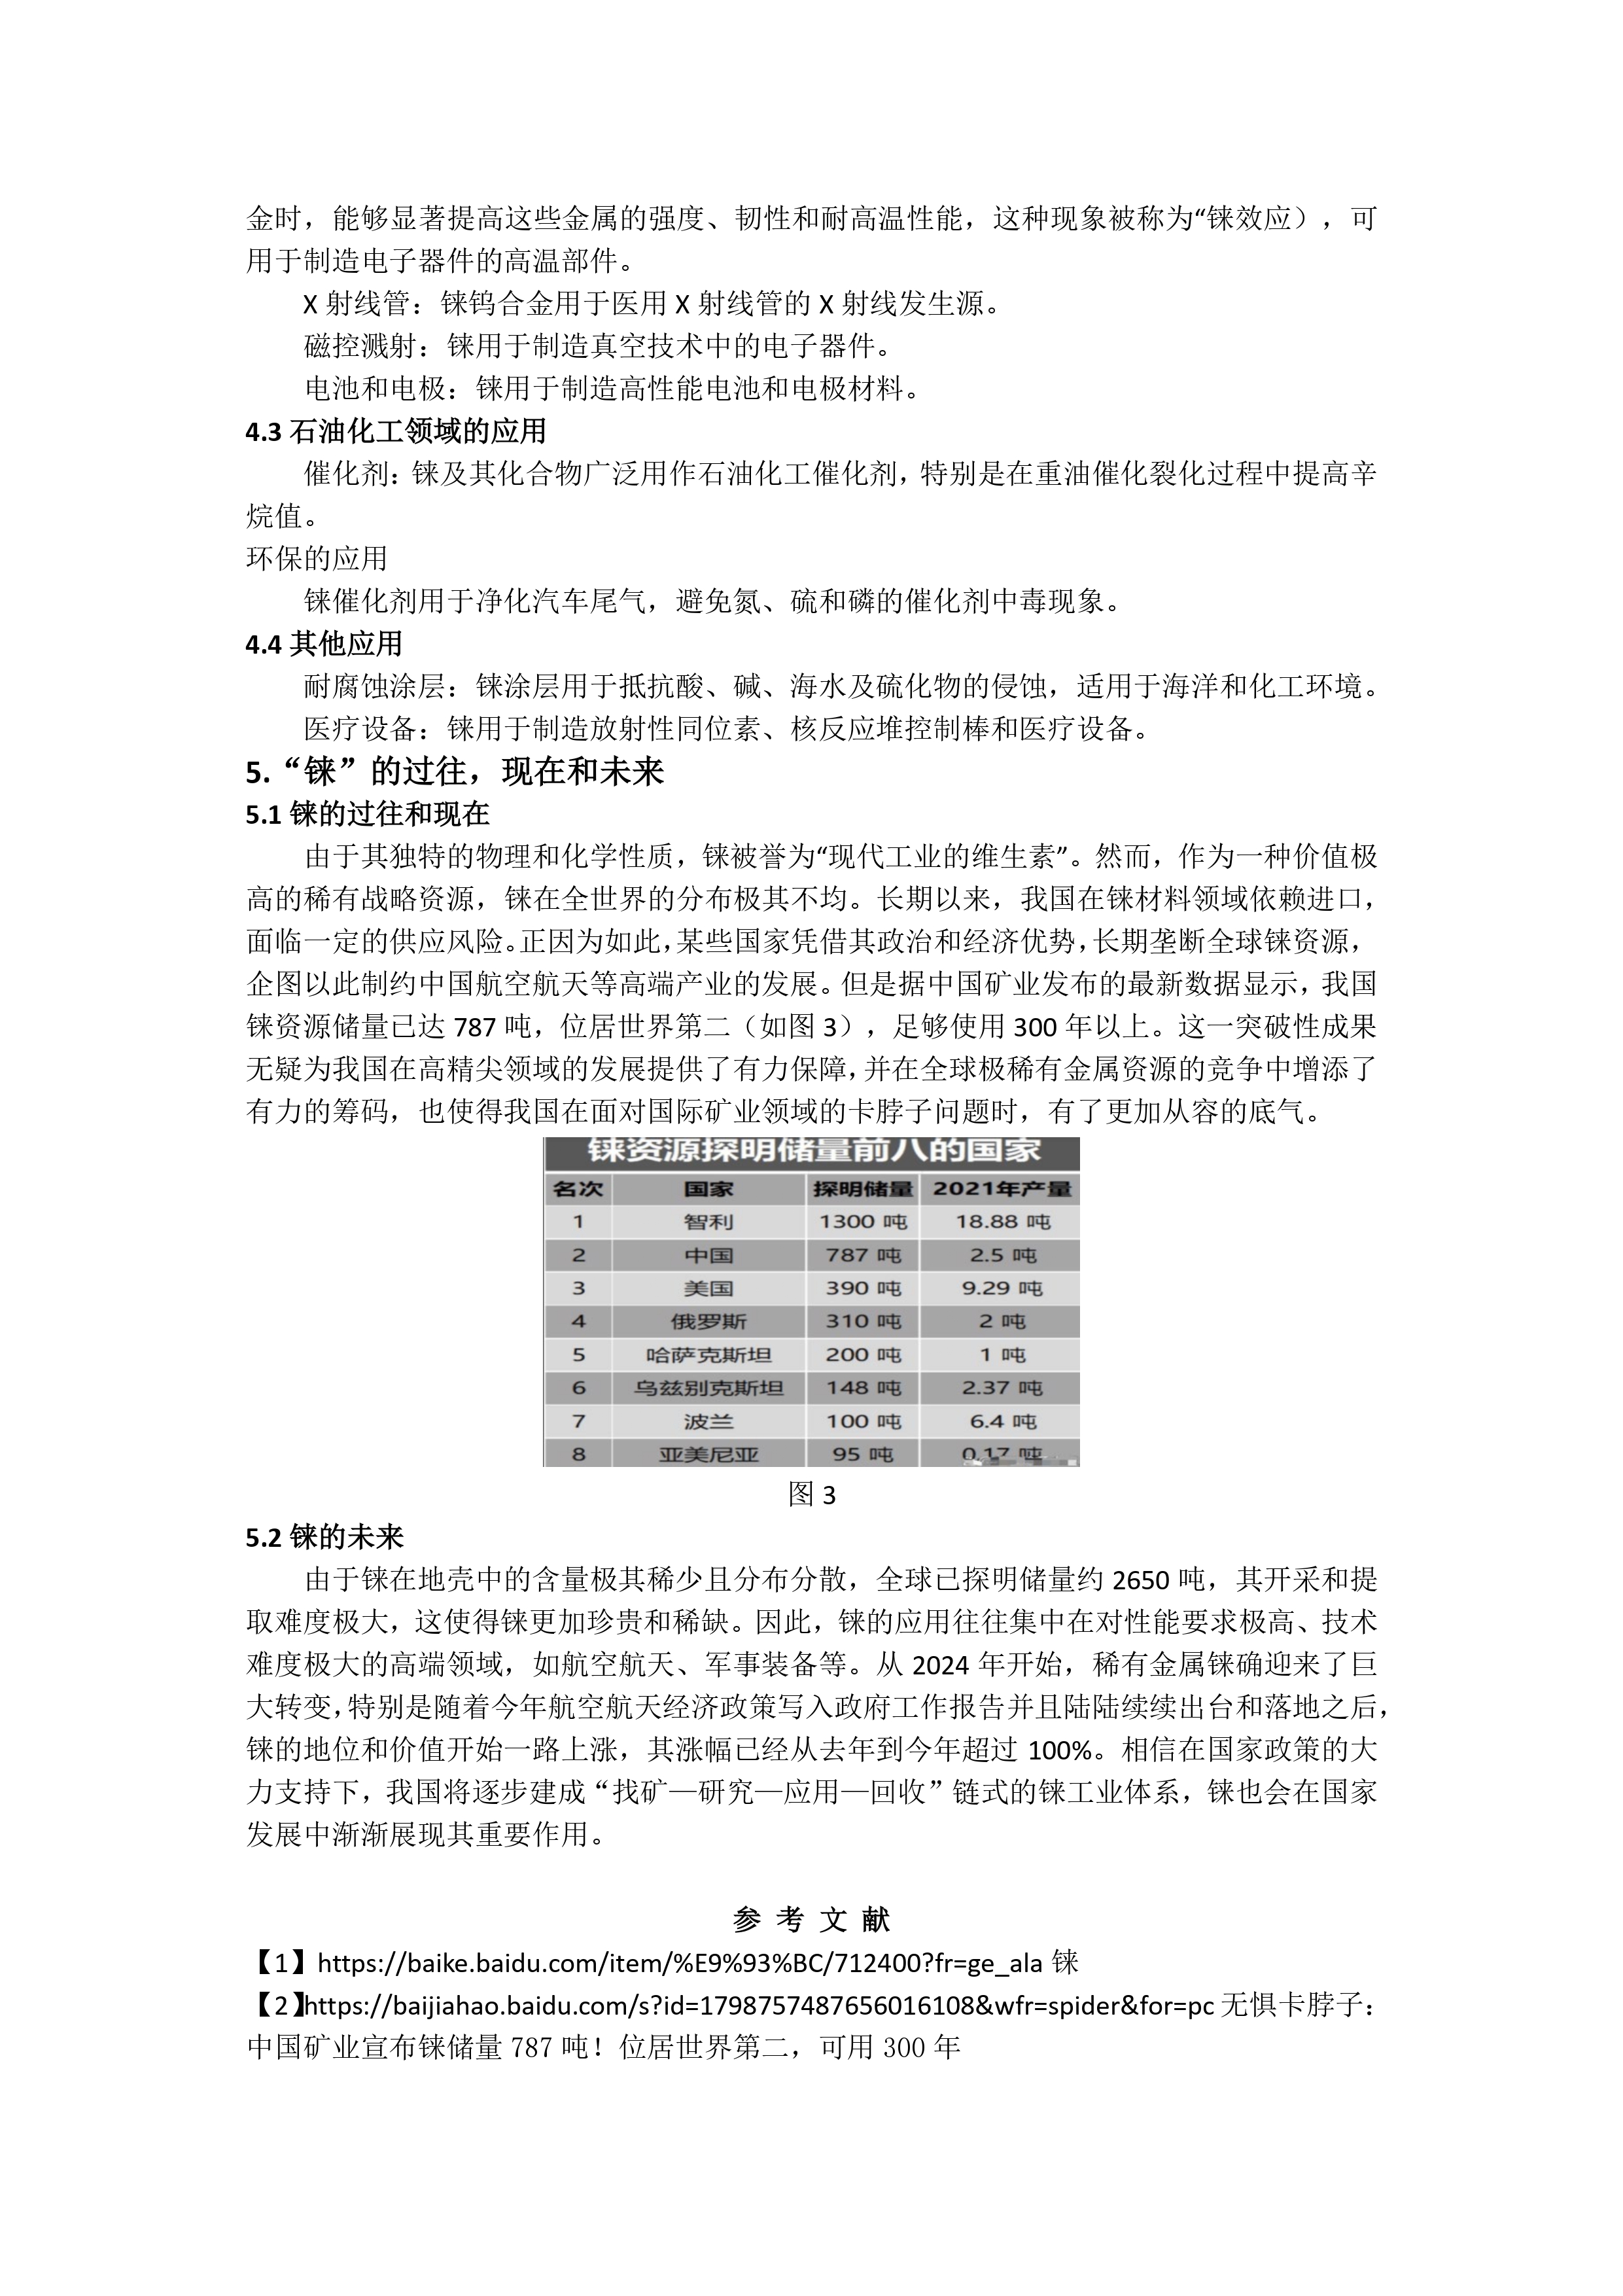 金时，能够显著提高这些金属的强度、韧性和耐高温性能，这种现象被称为“铼效应），可
用于制造电子器件的高温部件。
X 射线管：铼钨合金用于医用 X 射线管的 X 射线发生源。
磁控溅射：铼用于制造真空技术中的电子器件。
电池和电极：铼用于制造高性能电池和电极材料。
4.3 石油化工领域的应用
催化剂：铼及其化合物广泛用作石油化工催化剂，特别是在重油催化裂化过程中提高辛
烷值。
环保的应用
铼催化剂用于净化汽车尾气，避免氮、硫和磷的催化剂中毒现象。
4.4 其他应用
耐腐蚀涂层：铼涂层用于抵抗酸、碱、海水及硫化物的侵蚀，适用于海洋和化工环境。
医疗设备：铼用于制造放射性同位素、核反应堆控制棒和医疗设备。
5.“铼”的过往，现在和未来
5.1 铼的过往和现在
由于其独特的物理和化学性质，铼被誉为“现代工业的维生素”。然而，作为一种价值极
高的稀有战略资源，铼在全世界的分布极其不均。长期以来，我国在铼材料领域依赖进口，
面临一定的供应风险。正因为如此，某些国家凭借其政治和经济优势，长期垄断全球铼资源，
企图以此制约中国航空航天等高端产业的发展。但是据中国矿业发布的最新数据显示，我国
铼资源储量已达 787 吨，位居世界第二（如图 3），足够使用 300 年以上。这一突破性成果
无疑为我国在高精尖领域的发展提供了有力保障，并在全球极稀有金属资源的竞争中增添了
有力的筹码，也使得我国在面对国际矿业领域的卡脖子问题时，有了更加从容的底气。
铼资源探明储量前八的国家
名次 国家 探明储量 2021年产量
1 智利 1300 吨 18.88 吨
2 中国 787 吨 2.5 吨
3 美国 390 吨 9.29 吨
4 俄罗斯 310 吨 2 吨
5 哈萨克斯坦 200 吨 1 吨
6 乌兹别克斯坦 148 吨 2.37 吨
7 波兰 100 吨 6.4 吨
8 亚美尼亚 95 吨 0.17 吨
图 3
5.2 铼的未来
由于铼在地壳中的含量极其稀少且分布分散，全球已探明储量约 2650 吨，其开采和提
取难度极大，这使得铼更加珍贵和稀缺。因此，铼的应用往往集中在对性能要求极高、技术
难度极大的高端领域，如航空航天、军事装备等。从 2024 年开始，稀有金属铼确迎来了巨
大转变，特别是随着今年航空航天经济政策写入政府工作报告并且陆陆续续出台和落地之后，
铼的地位和价值开始一路上涨，其涨幅已经从去年到今年超过 100%。相信在国家政策的大
力支持下，我国将逐步建成“找矿—研究—应用—回收”链式的铼工业体系，铼也会在国家
发展中渐渐展现其重要作用。
参 考 文 献
【1】https://baike.baidu.com/item/%E9%93%BC/712400?fr=ge_ala 铼
【2】https://baijiahao.baidu.com/s?id=1798757487656016108&wfr=spider&for=pc 无惧卡脖子：
中国矿业宣布铼储量 787 吨！位居世界第二，可用 300 年